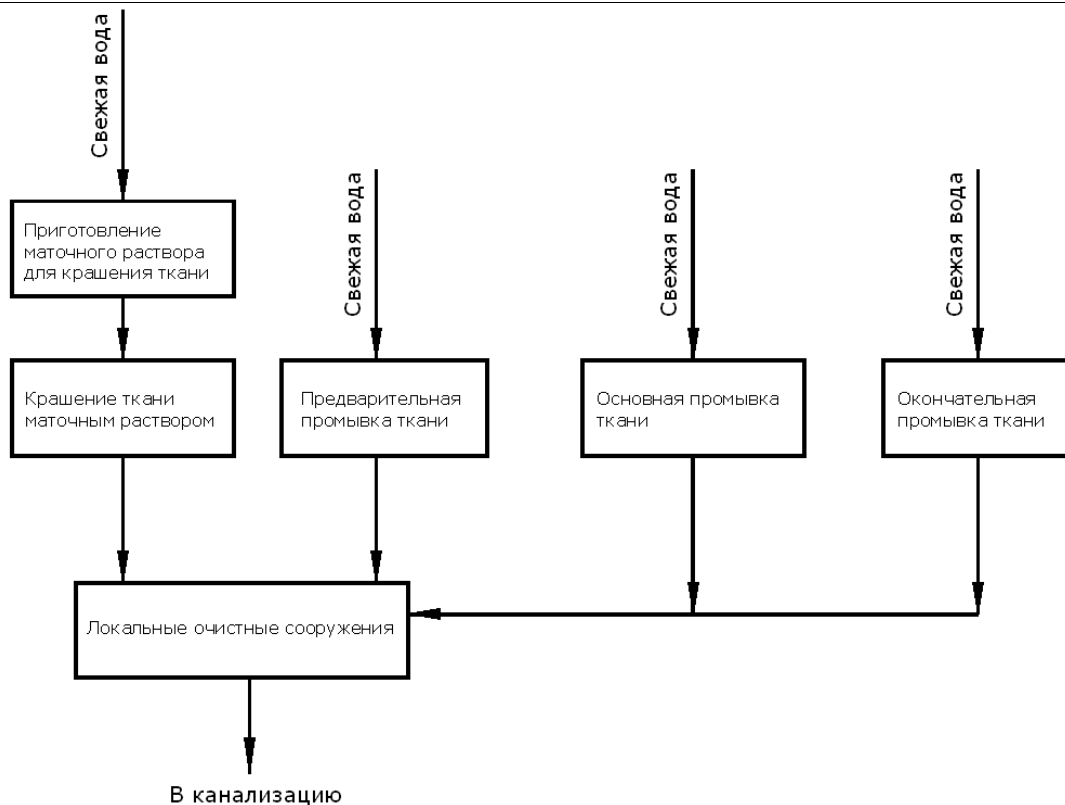 Свежая вода
Приготовление
маточного раствора
для крашения ткани
Свежая вода
Свежая вода
Свежая вода
Крашение ткани
маточным раствором
Предварительная
промывка ткани
Основная промывка
ткани
Окончательная
промывка ткани
Локальные очистные сооружения
В канализацию